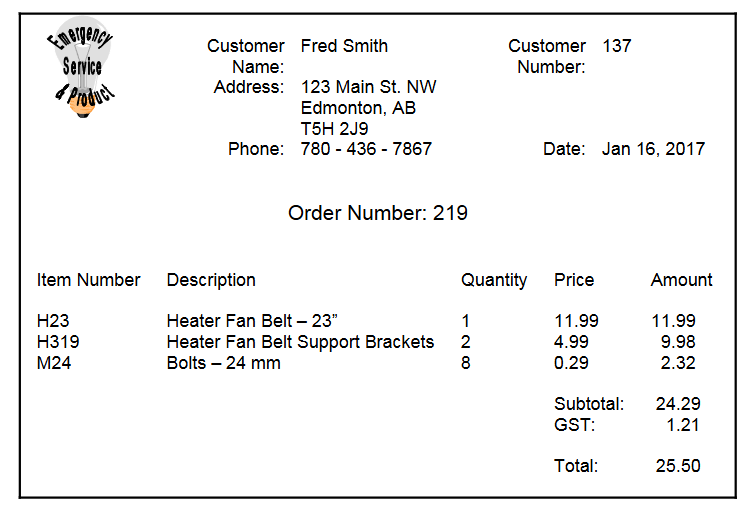 Emergency
Service
& Product
Customer Name: Fred Smith Customer Number: 137
Address: 123 Main St. NW
Edmonton, AB
T5H 2J9
Phone: 780 - 436 - 7867 Date: Jan 16, 2017
Order Number: 219
Item Number Description Quantity Price Amount
H23 Heater Fan Belt – 23” 1 11.99 11.99
H319 Heater Fan Belt Support Brackets 2 4.99 9.98
M24 Bolts – 24 mm 8 0.29 2.32
Subtotal: 24.29
GST: 1.21
Total: 25.50